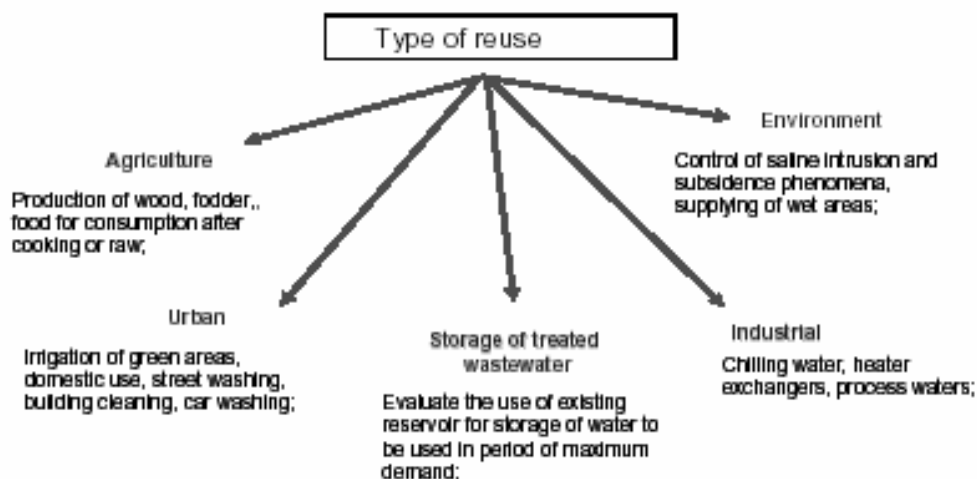 Type of reuse
Agriculture
Production of wood, fodder,,
food for consumption after
cooking or raw;
Environment
Control of saline intrusion and
subsidence phenomena,
supplying of wet areas;
Urban
Irrigation of green areas,
domestic use, street washing,
building cleaning, car washing;
Storage of treated
wastewater
Evaluate the use of existing
reservoir for storage of water to
be used in period of maximum
demand;
Industrial
Chilling water, heater
exchangers, process waters;